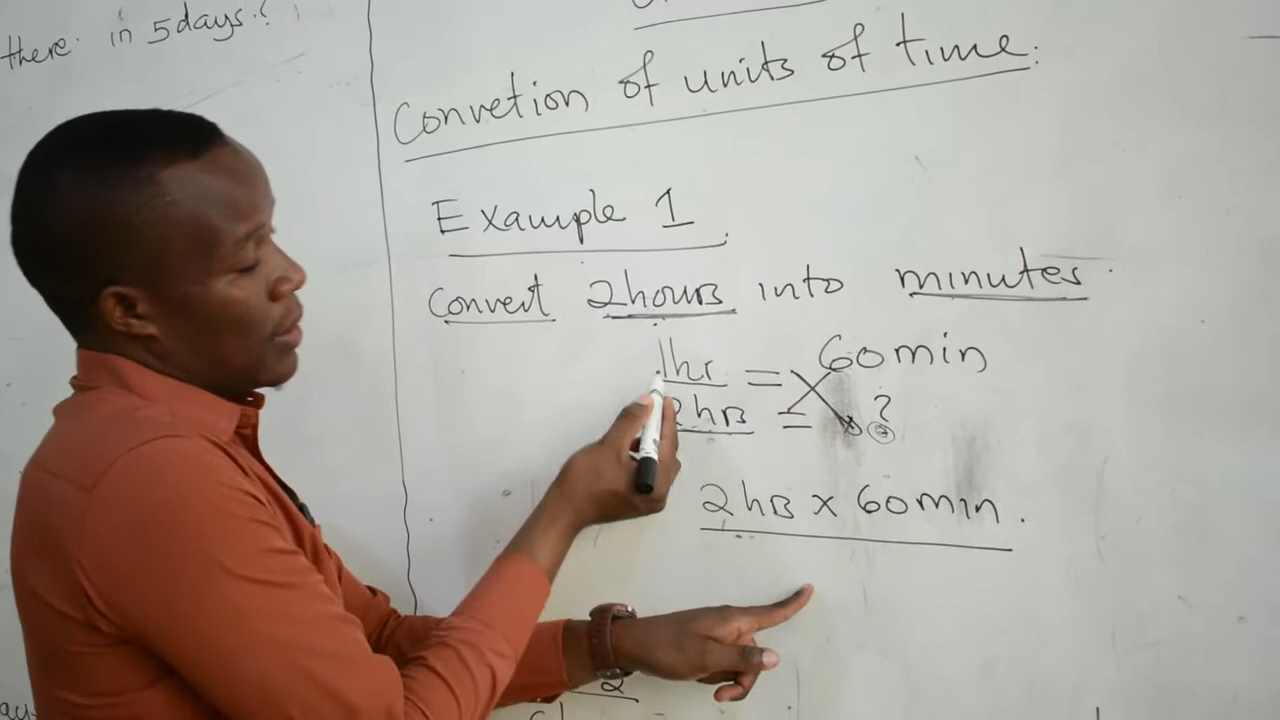 there in 5days.?
Convetion of units of time.
Example 1
Convert 2hours into minutes.
1hr = 60min
2hrs = ?
2hrs x 60min.
2